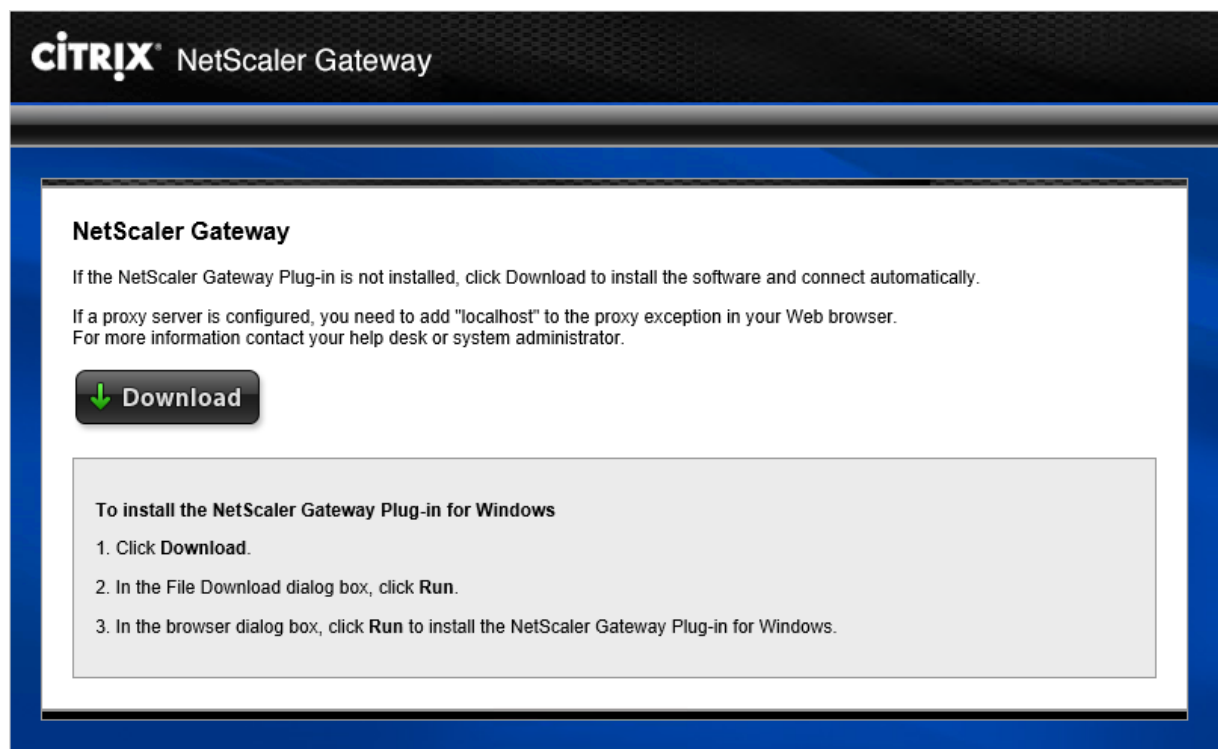 CİTRIX® NetScaler Gateway
NetScaler Gateway
If the NetScaler Gateway Plug-in is not installed, click Download to install the software and connect automatically.
If a proxy server is configured, you need to add "localhost" to the proxy exception in your Web browser.
For more information contact your help desk or system administrator.
Download
To install the NetScaler Gateway Plug-in for Windows
1. Click Download.
2. In the File Download dialog box, click Run.
3. In the browser dialog box, click Run to install the NetScaler Gateway Plug-in for Windows.